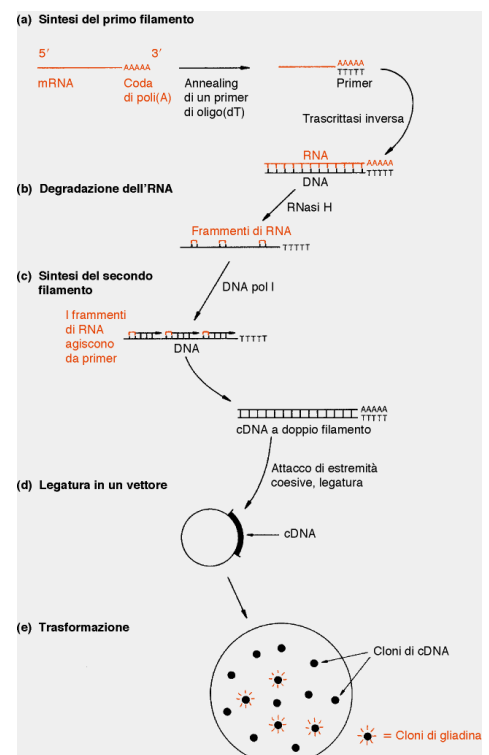 (a) Sintesi del primo filamento
5′ 3′
AAAAA
mRNA
Coda
di poli(A)
Annealing
di un primer
di oligo(dT)
AAAAA
TTTTT
Primer
Trascrittasi inversa
RNA
AAAAA
TTTTT
DNA
(b) Degradazione dell'RNA
RNasi H
Frammenti di RNA
TTTTT
(c) Sintesi del secondo
filamento
DNA pol I
I frammenti
di RNA
agiscono
da primer
TTTTT
DNA
AAAAA
TTTTT
cDNA a doppio filamento
Attacco di estremità
coesive, legatura
(d) Legatura in un vettore
cDNA
(e) Trasformazione
Cloni di cDNA
= Cloni di gliadina